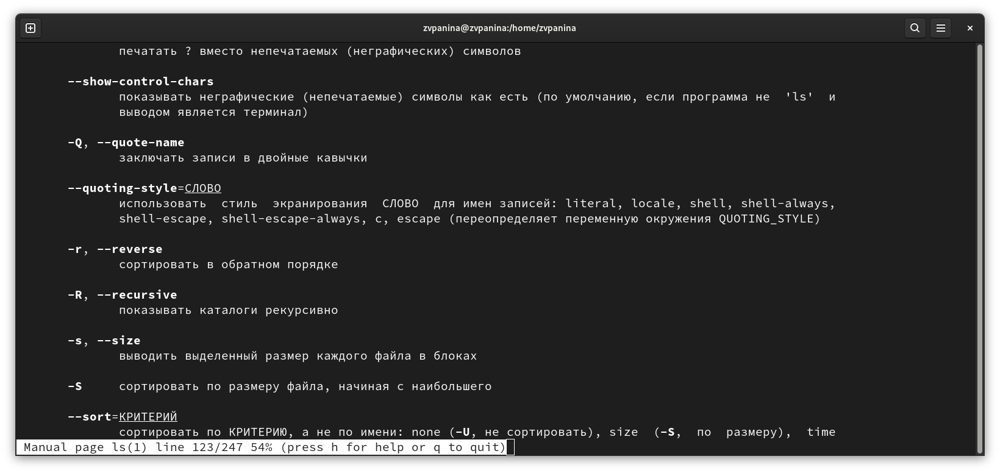 zvpanina@zvpanina:/home/zvpanina
печатать ? вместо непечатаемых (неграфических) символов
--show-control-chars
показывать неграфические (непечатаемые) символы как есть (по умолчанию, если программа не  'ls'  и
выводом является терминал)
-Q, --quote-name
заключать записи в двойные кавычки
--quoting-style=СЛОВО
использовать  стиль  экранирования  СЛОВО  для имен записей: literal, locale, shell, shell-always,
shell-escape, shell-escape-always, c, escape (переопределяет переменную окружения QUOTING_STYLE)
-r, --reverse
сортировать в обратном порядке
-R, --recursive
показывать каталоги рекурсивно
-s, --size
выводить выделенный размер каждого файла в блоках
-S     сортировать по размеру файла, начиная с наибольшего
--sort=КРИТЕРИЙ
сортировать по КРИТЕРИЮ, а не по имени: none (-U, не сортировать), size  (-S,  по  размеру),  time
Manual page ls(1) line 123/247 54% (press h for help or q to quit)